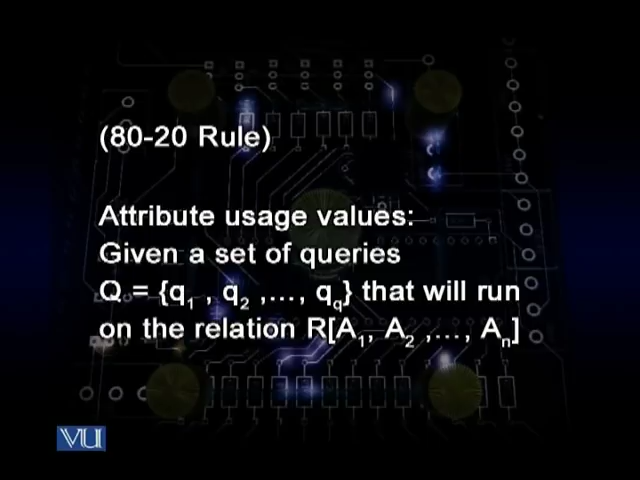 (80-20 Rule)
Attribute usage values:
Given a set of queries
Q = {q₁ , q₂ ,…, q_q} that will run
on the relation R[A₁, A₂ ,…, Aₙ]
VU